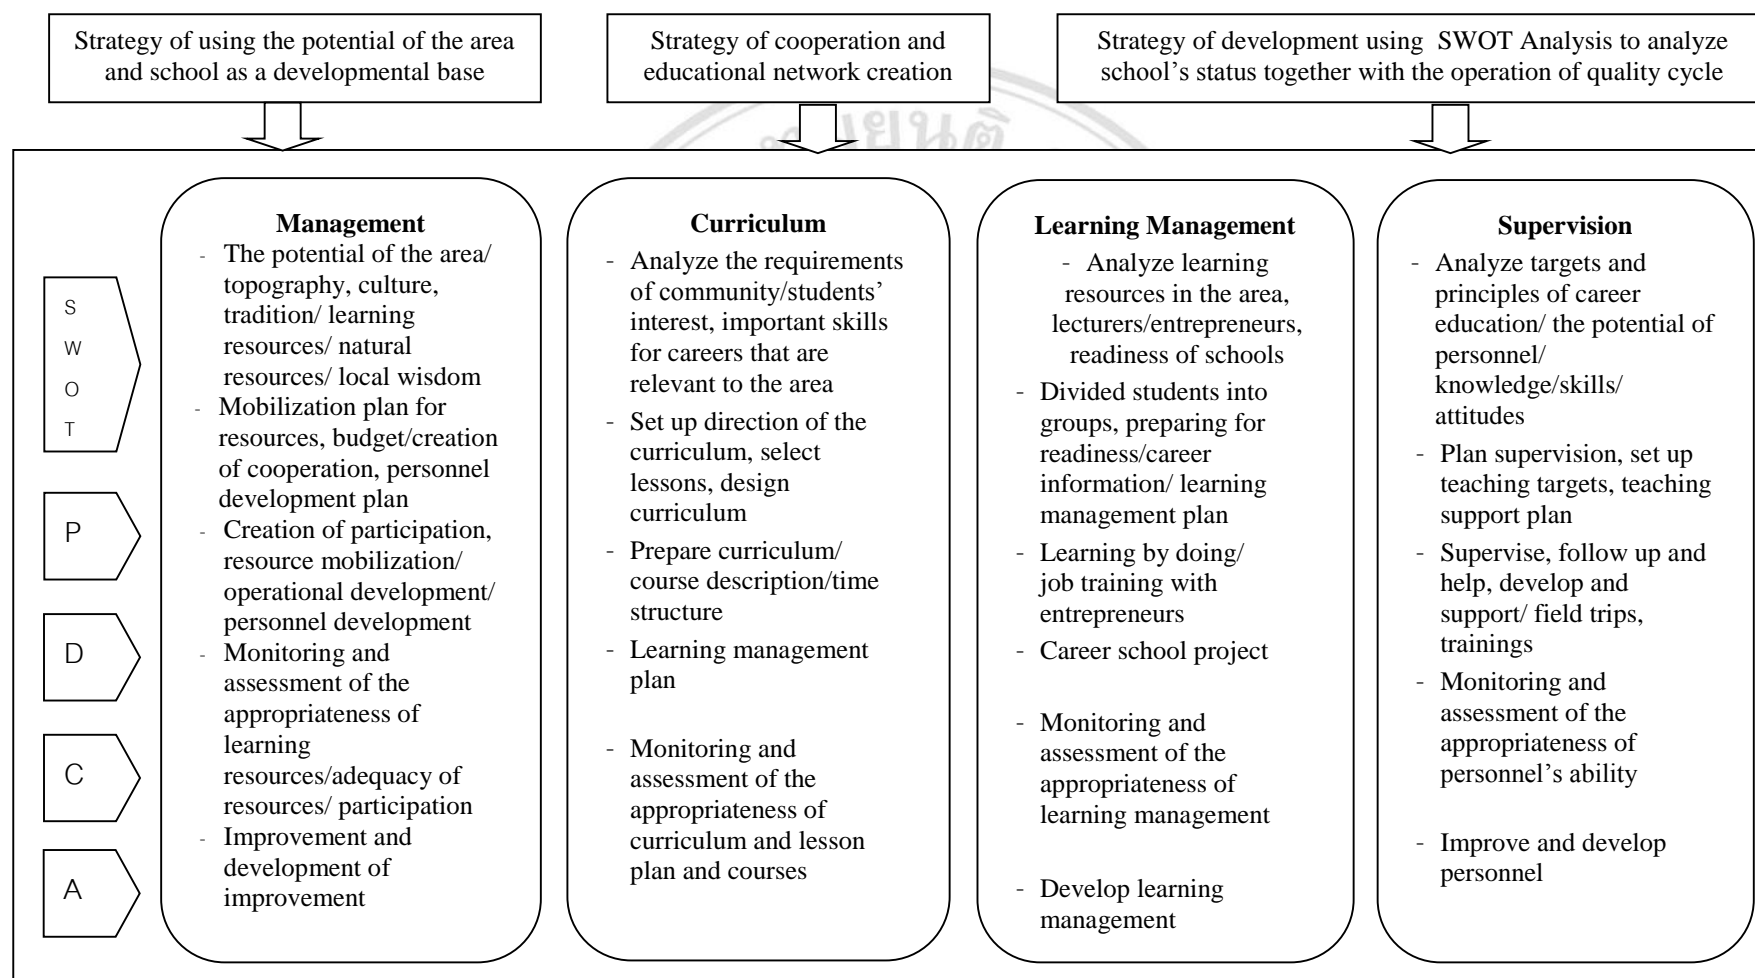 Strategy of using the potential of the area
and school as a developmental base
Strategy of cooperation and
educational network creation
Strategy of development using SWOT Analysis to analyze
school’s status together with the operation of quality cycle
S
W
O
T
P
D
C
A
Management
- The potential of the area/
topography, culture,
tradition/ learning
resources/ natural
resources/ local wisdom
- Mobilization plan for
resources, budget/creation
of cooperation, personnel
development plan
- Creation of participation,
resource mobilization/
operational development/
personnel development
- Monitoring and
assessment of the
appropriateness of
learning
resources/adequacy of
resources/ participation
- Improvement and
development of
improvement
Curriculum
- Analyze the requirements
of community/students’
interest, important skills
for careers that are
relevant to the area
- Set up direction of the
curriculum, select
lessons, design
curriculum
- Prepare curriculum/
course description/time
structure
- Learning management
plan
- Monitoring and
assessment of the
appropriateness of
curriculum and lesson
plan and courses
Learning Management
- Analyze learning
resources in the area,
lecturers/entrepreneurs,
readiness of schools
- Divided students into
groups, preparing for
readiness/career
information/ learning
management plan
- Learning by doing/
job training with
entrepreneurs
- Career school project
- Monitoring and
assessment of the
appropriateness of
learning management
- Develop learning
management
Supervision
- Analyze targets and
principles of career
education/ the potential of
personnel/
knowledge/skills/
attitudes
- Plan supervision, set up
teaching targets, teaching
support plan
- Supervise, follow up and
help, develop and
support/ field trips,
trainings
- Monitoring and
assessment of the
appropriateness of
personnel’s ability
- Improve and develop
personnel